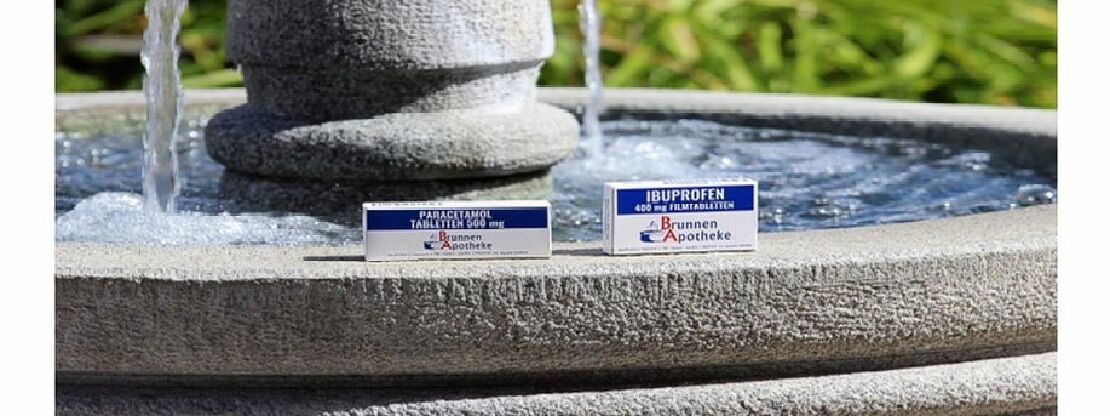 PARACETAMOL
TABLETTEN 500 mg
Brunnen
Apotheke
IBUPROFEN
400 mg FILMTABLETTEN
Brunnen
Apotheke